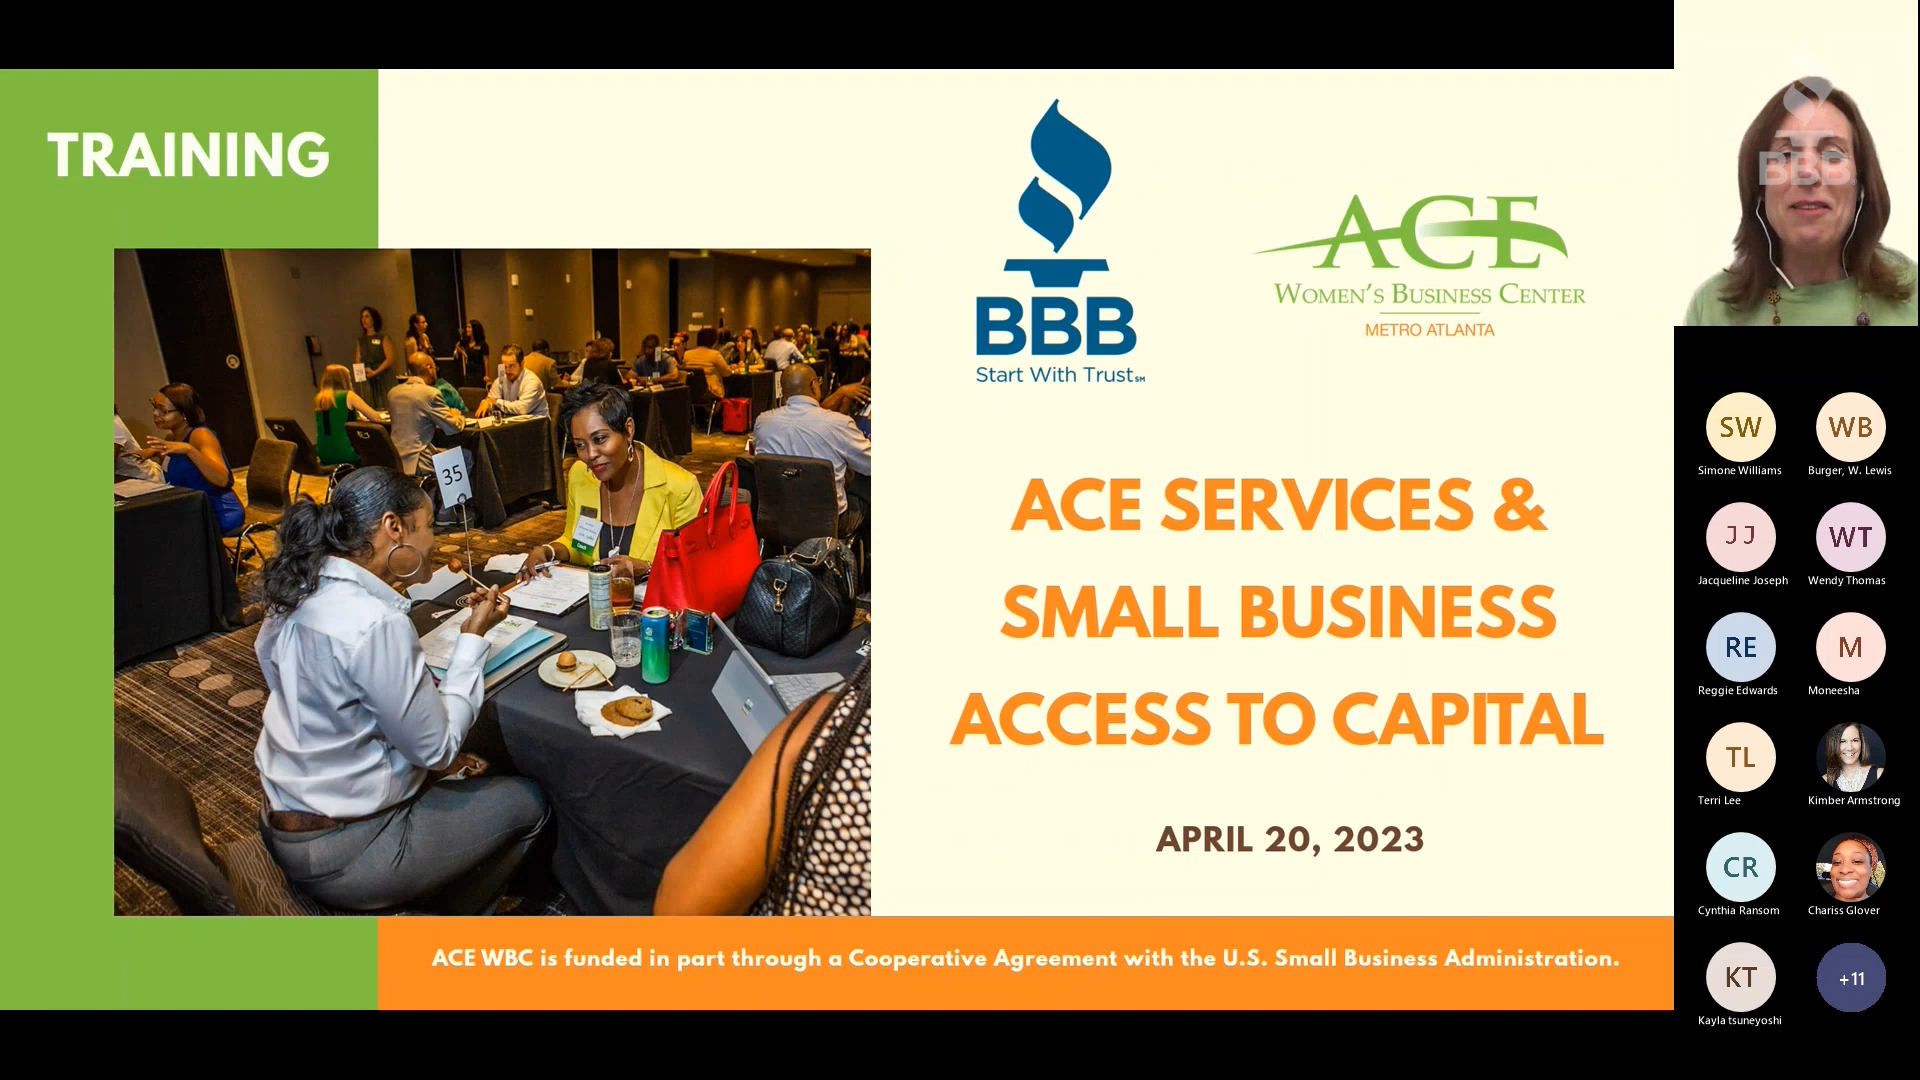 TRAINING
BBB
Start With Trust℠
ACE
WOMEN'S BUSINESS CENTER
METRO ATLANTA
35
ACE SERVICES &
SMALL BUSINESS
ACCESS TO CAPITAL
APRIL 20, 2023
ACE WBC is funded in part through a Cooperative Agreement with the U.S. Small Business Administration.
BBB
SW
Simone Williams
WB
Burger, W. Lewis
JJ
Jacqueline Joseph
WT
Wendy Thomas
RE
Reggie Edwards
M
Moneesha
TL
Terri Lee
Kimber Armstrong
CR
Cynthia Ransom
Chariss Glover
KT
Kayla tsuneyoshi
+11